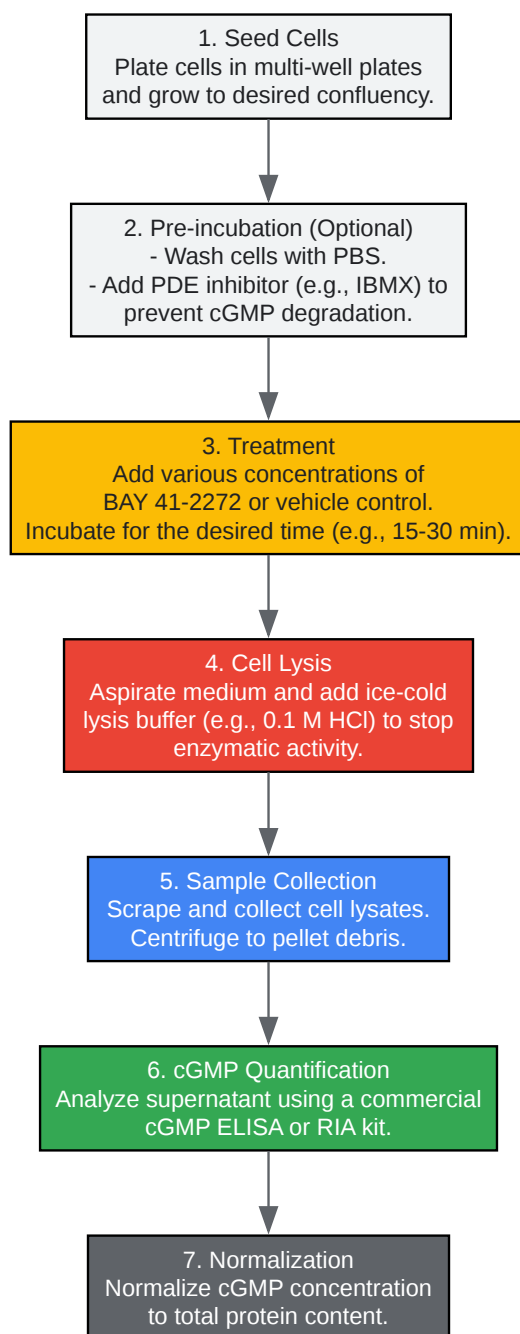 1. Seed Cells
Plate cells in multi-well plates
and grow to desired confluency.
2. Pre-incubation (Optional)
- Wash cells with PBS.
- Add PDE inhibitor (e.g., IBMX) to
prevent cGMP degradation.
3. Treatment
Add various concentrations of
BAY 41-2272 or vehicle control.
Incubate for the desired time (e.g., 15-30 min).
4. Cell Lysis
Aspirate medium and add ice-cold
lysis buffer (e.g., 0.1 M HCl) to stop
enzymatic activity.
5. Sample Collection
Scrape and collect cell lysates.
Centrifuge to pellet debris.
6. cGMP Quantification
Analyze supernatant using a commercial
cGMP ELISA or RIA kit.
7. Normalization
Normalize cGMP concentration
to total protein content.